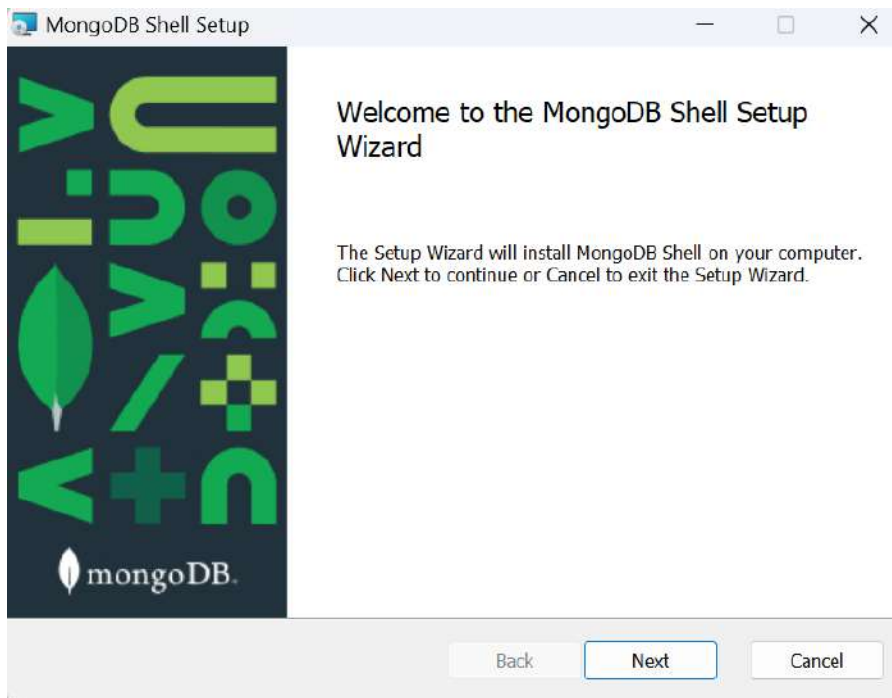 MongoDB Shell Setup
Welcome to the MongoDB Shell Setup
Wizard
The Setup Wizard will install MongoDB Shell on your computer.
Click Next to continue or Cancel to exit the Setup Wizard.
mongoDB.
Back
Next
Cancel